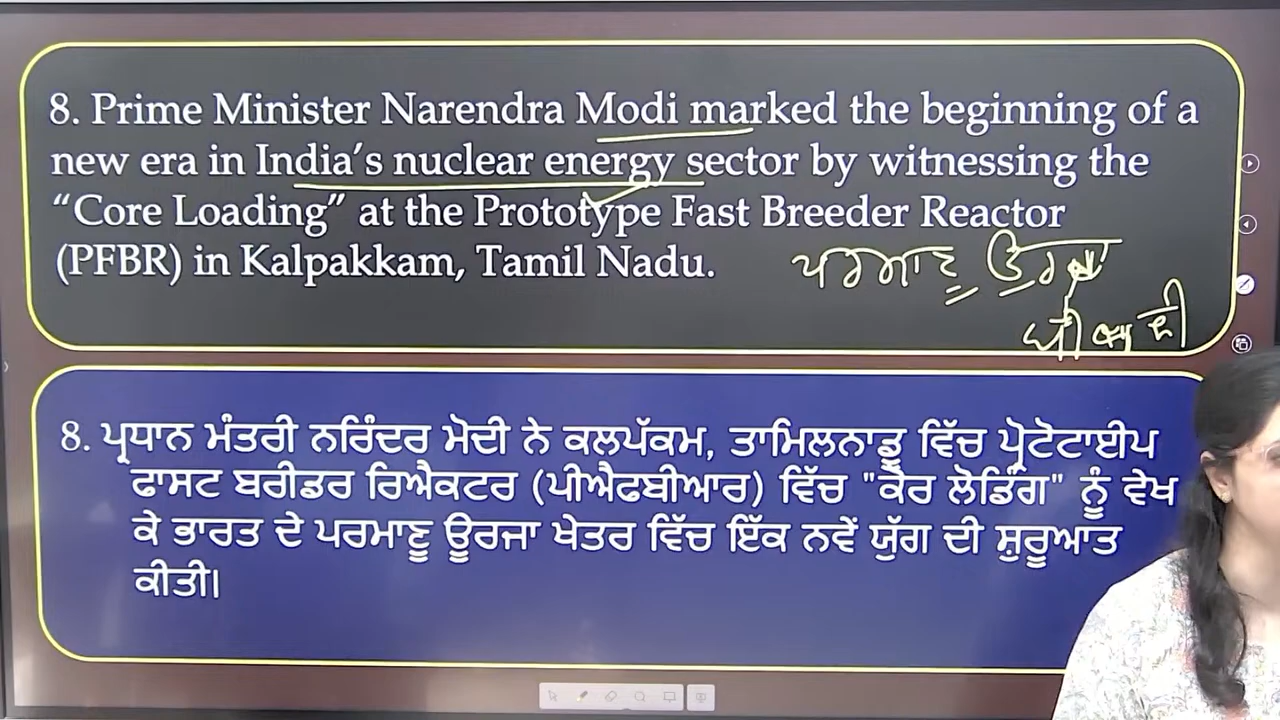 8. Prime Minister Narendra Modi marked the beginning of a
new era in India's nuclear energy sector by witnessing the
“Core Loading” at the Prototype Fast Breeder Reactor
(PFBR) in Kalpakkam, Tamil Nadu.
ਪਰਮਾਣੂ ਊਰਜਾ
8. ਪ੍ਰਧਾਨ ਮੰਤਰੀ ਨਰਿੰਦਰ ਮੋਦੀ ਨੇ ਕਲਪੱਕਮ, ਤਾਮਿਲਨਾਡੂ ਵਿੱਚ ਪ੍ਰੋਟੋਟਾਈਪ
ਫਾਸਟ ਬਰੀਡਰ ਰਿਐਕਟਰ (ਪੀਐਫਬੀਆਰ) ਵਿੱਚ "ਕੋਰ ਲੋਡਿੰਗ" ਨੂੰ ਵੇਖ
ਕੇ ਭਾਰਤ ਦੇ ਪਰਮਾਣੂ ਊਰਜਾ ਖੇਤਰ ਵਿੱਚ ਇੱਕ ਨਵੇਂ ਯੁੱਗ ਦੀ ਸ਼ੁਰੂਆਤ
ਕੀਤੀ।